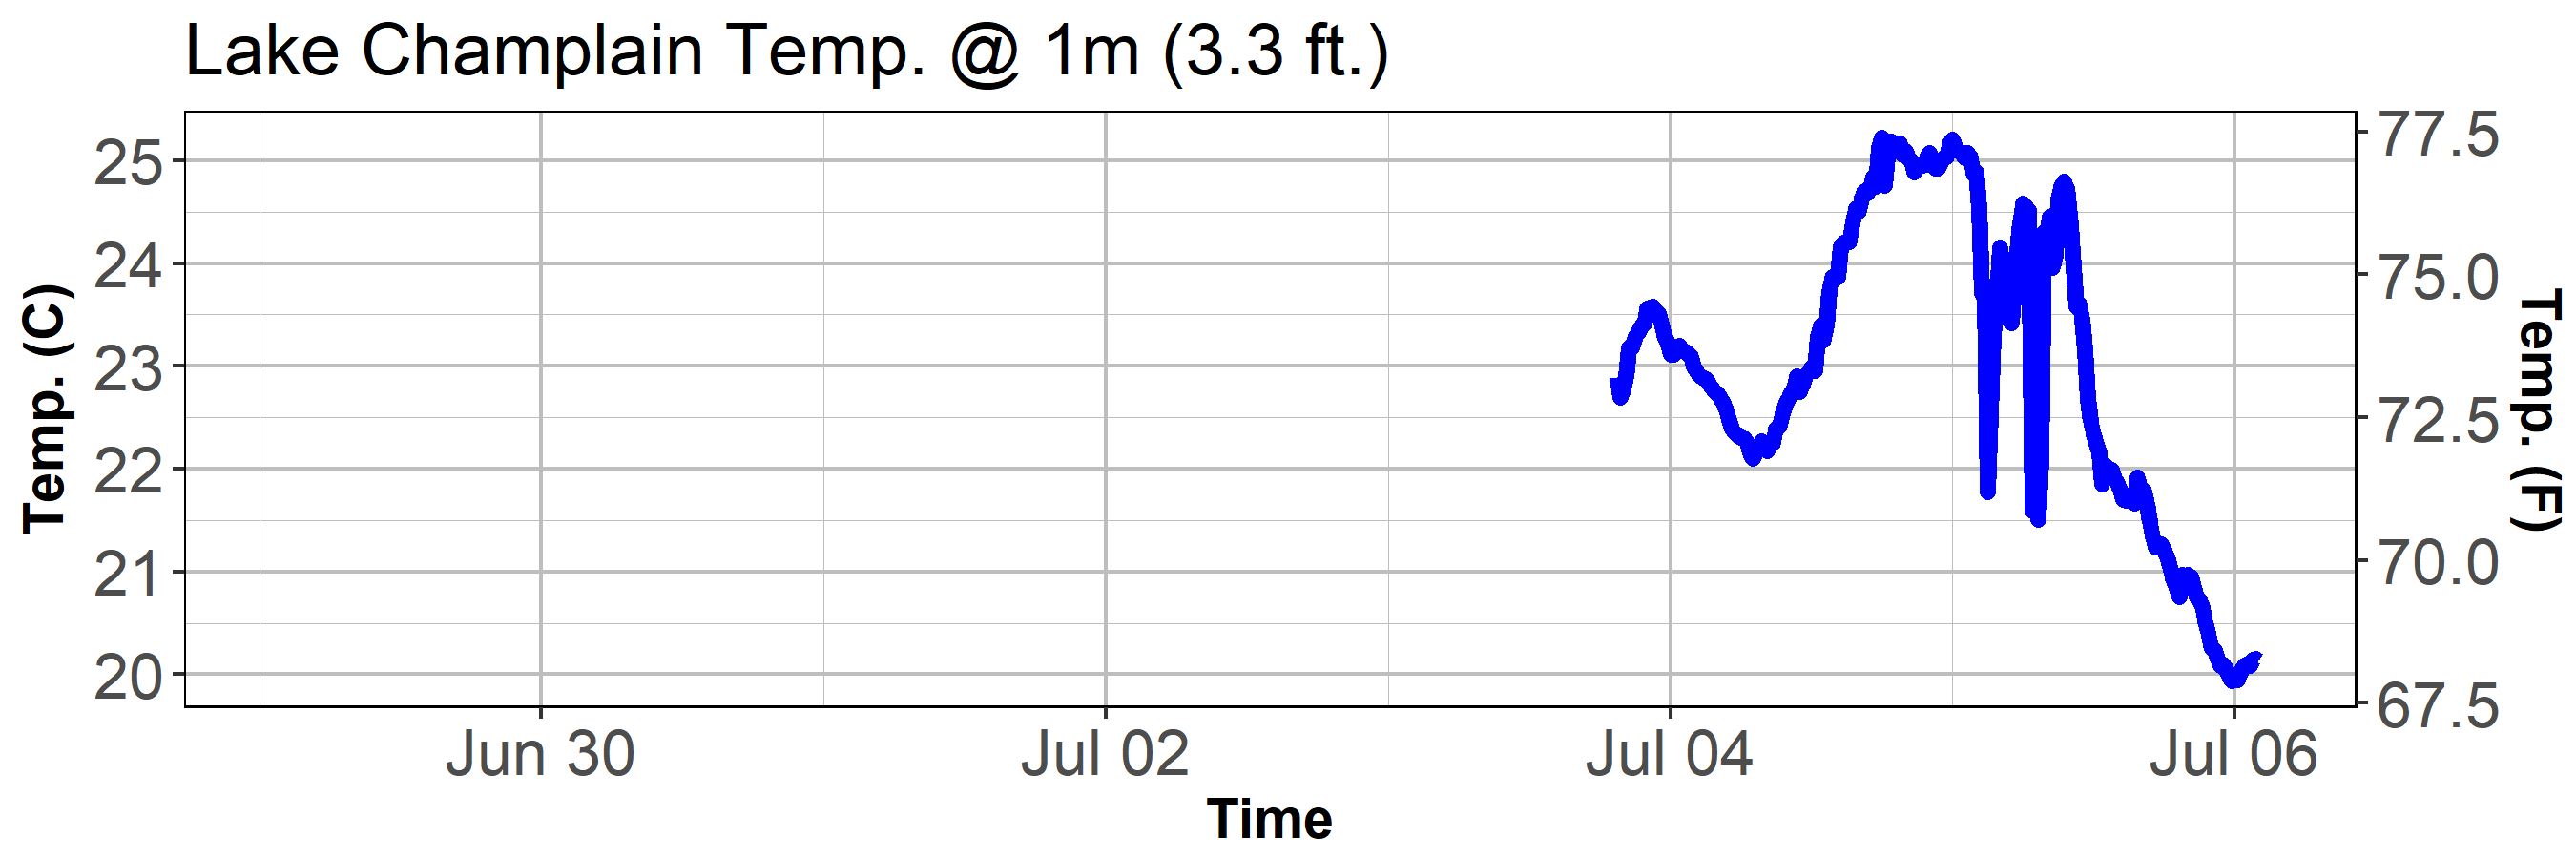 Lake Champlain Temp. @ 1m (3.3 ft.)
25
24
23
22
21
20
Temp. (C)
77.5
75.0
72.5
70.0
67.5
Temp. (F)
Jun 30 Jul 02 Jul 04 Jul 06
Time